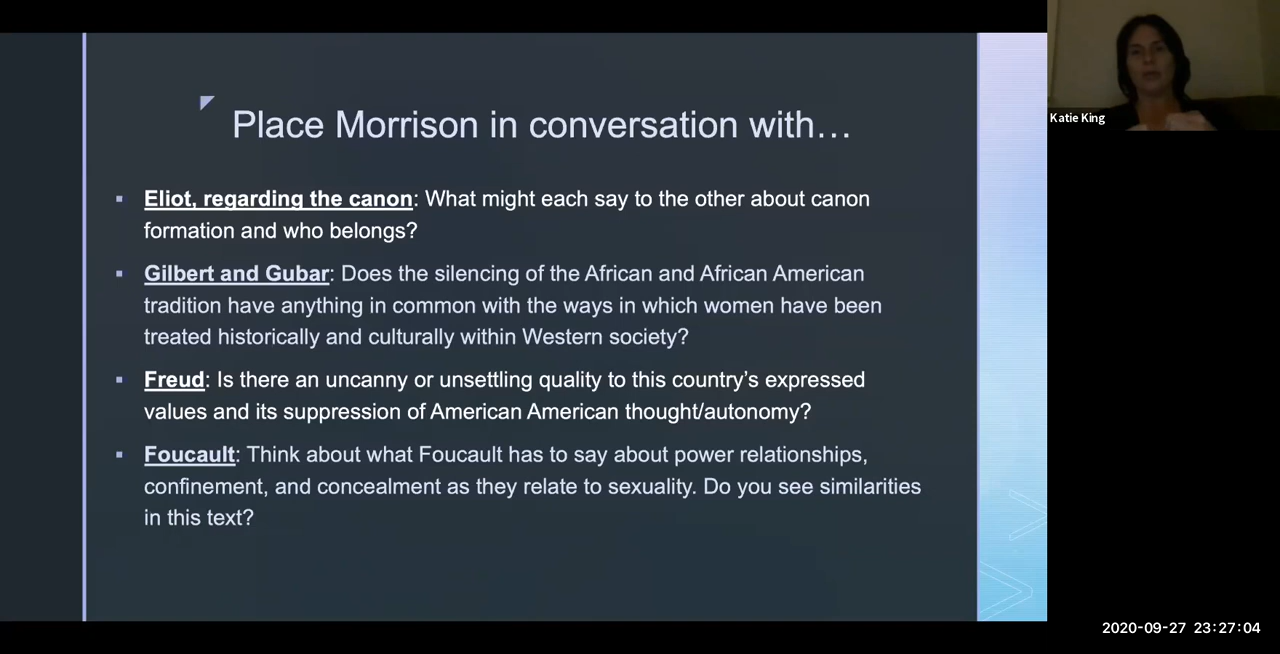 Place Morrison in conversation with…
Eliot, regarding the canon: What might each say to the other about canon
formation and who belongs?
Gilbert and Gubar: Does the silencing of the African and African American
tradition have anything in common with the ways in which women have been
treated historically and culturally within Western society?
Freud: Is there an uncanny or unsettling quality to this country's expressed
values and its suppression of American American thought/autonomy?
Foucault: Think about what Foucault has to say about power relationships,
confinement, and concealment as they relate to sexuality. Do you see similarities
in this text?
Katie King
2020-09-27 23:27:04